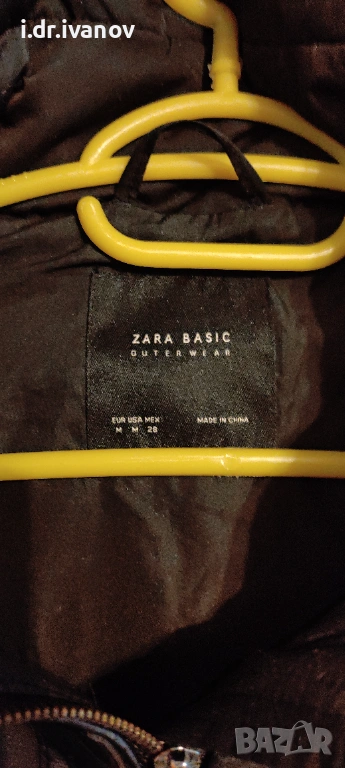 i.dr.ivanov
ZARA BASIC
OUTERWEAR
EUR USA MEX
M M 28
MADE IN CHINA
BAZAR